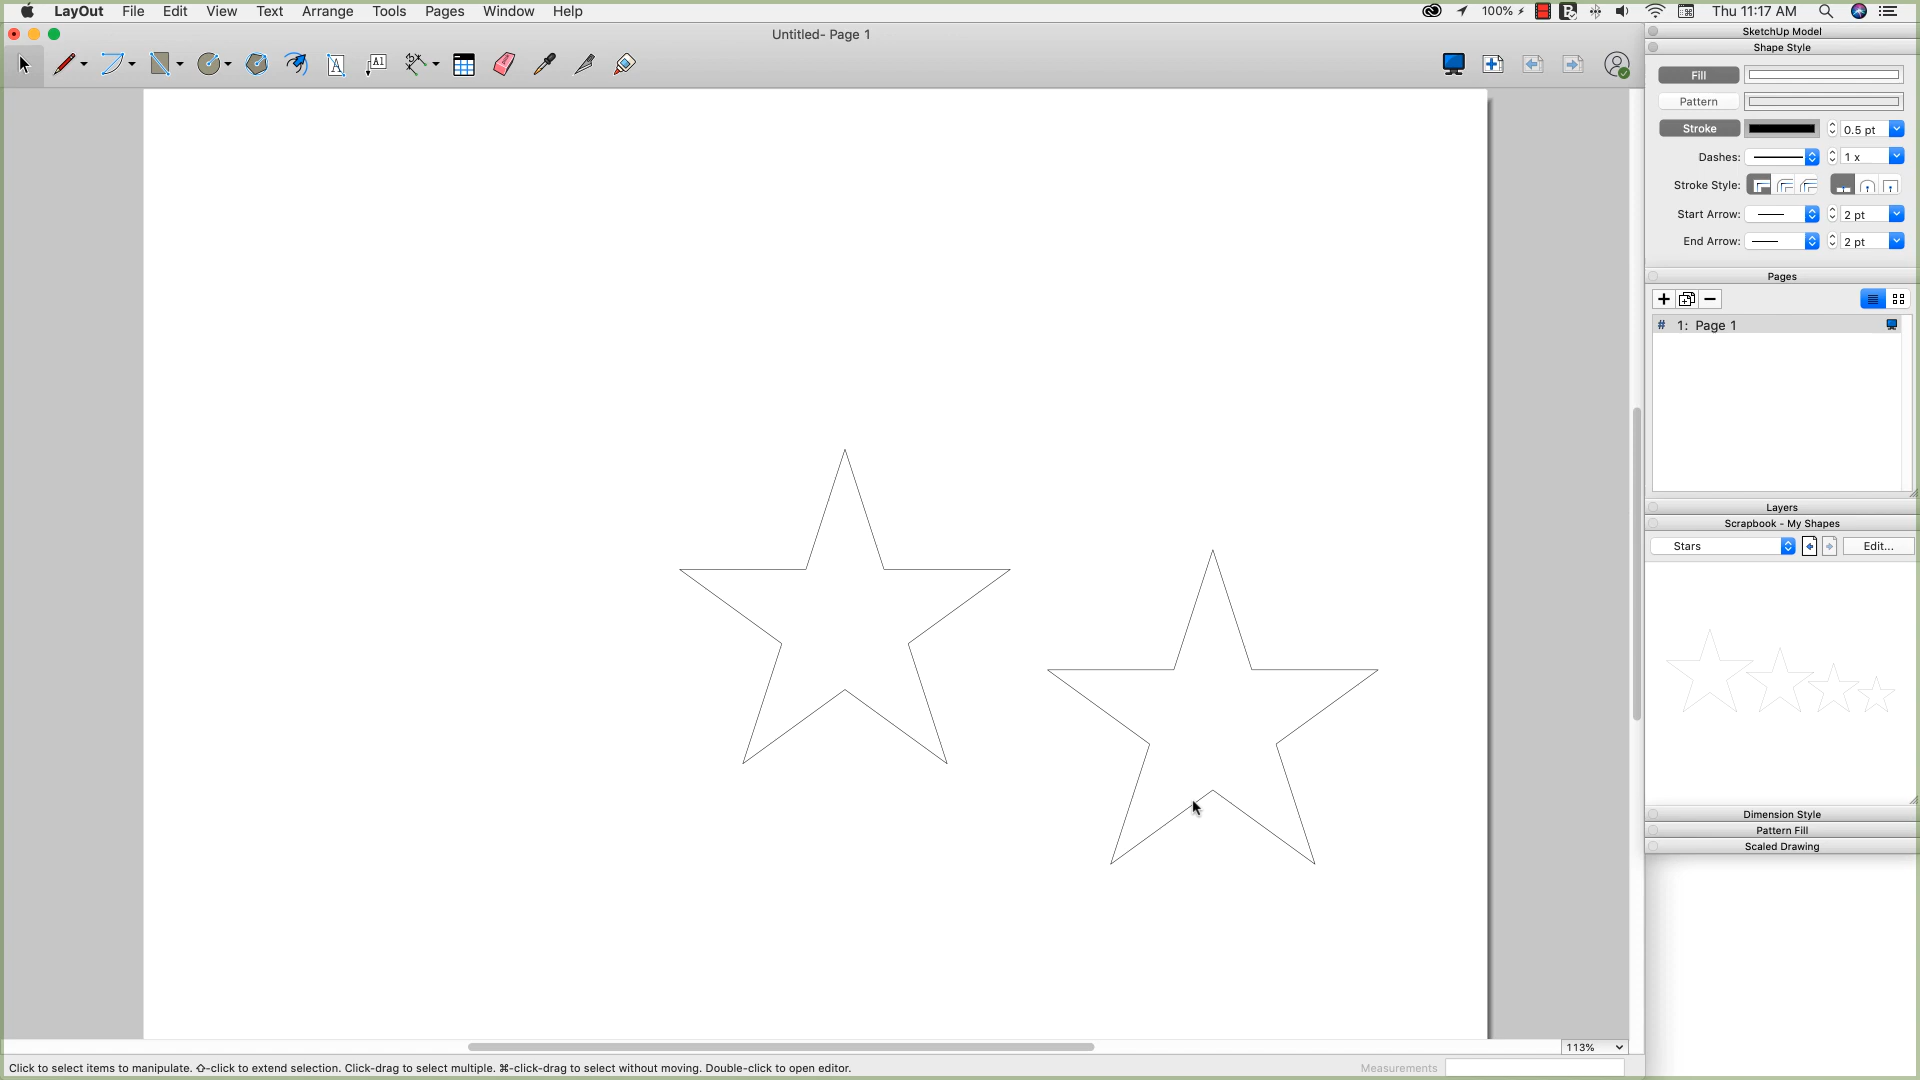 LayOut File Edit View Text Arrange Tools Pages Window Help
100% Thu 11:17 AM
Untitled- Page 1
A A1
SketchUp Model
Shape Style
Fill
Pattern
Stroke 0.5 pt
Dashes: 1 x
Stroke Style:
Start Arrow: 2 pt
End Arrow: 2 pt
Pages
# 1: Page 1
Layers
Scrapbook - My Shapes
Stars Edit...
Dimension Style
Pattern Fill
Scaled Drawing
113%
Click to select items to manipulate. ⇧-click to extend selection. Click-drag to select multiple. ⌘-click-drag to select without moving. Double-click to open editor. Measurements